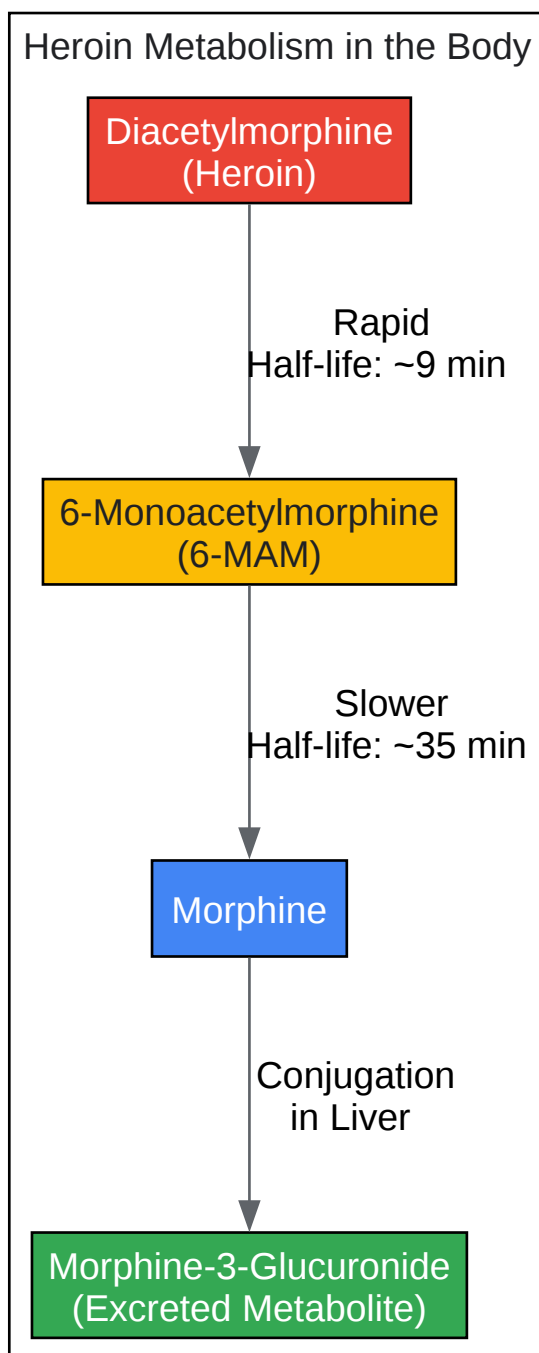 Heroin Metabolism in the Body
Diacetylmorphine
(Heroin)
Rapid
Half-life: ~9 min
6-Monoacetylmorphine
(6-MAM)
Slower
Half-life: ~35 min
Morphine
Conjugation
in Liver
Morphine-3-Glucuronide
(Excreted Metabolite)